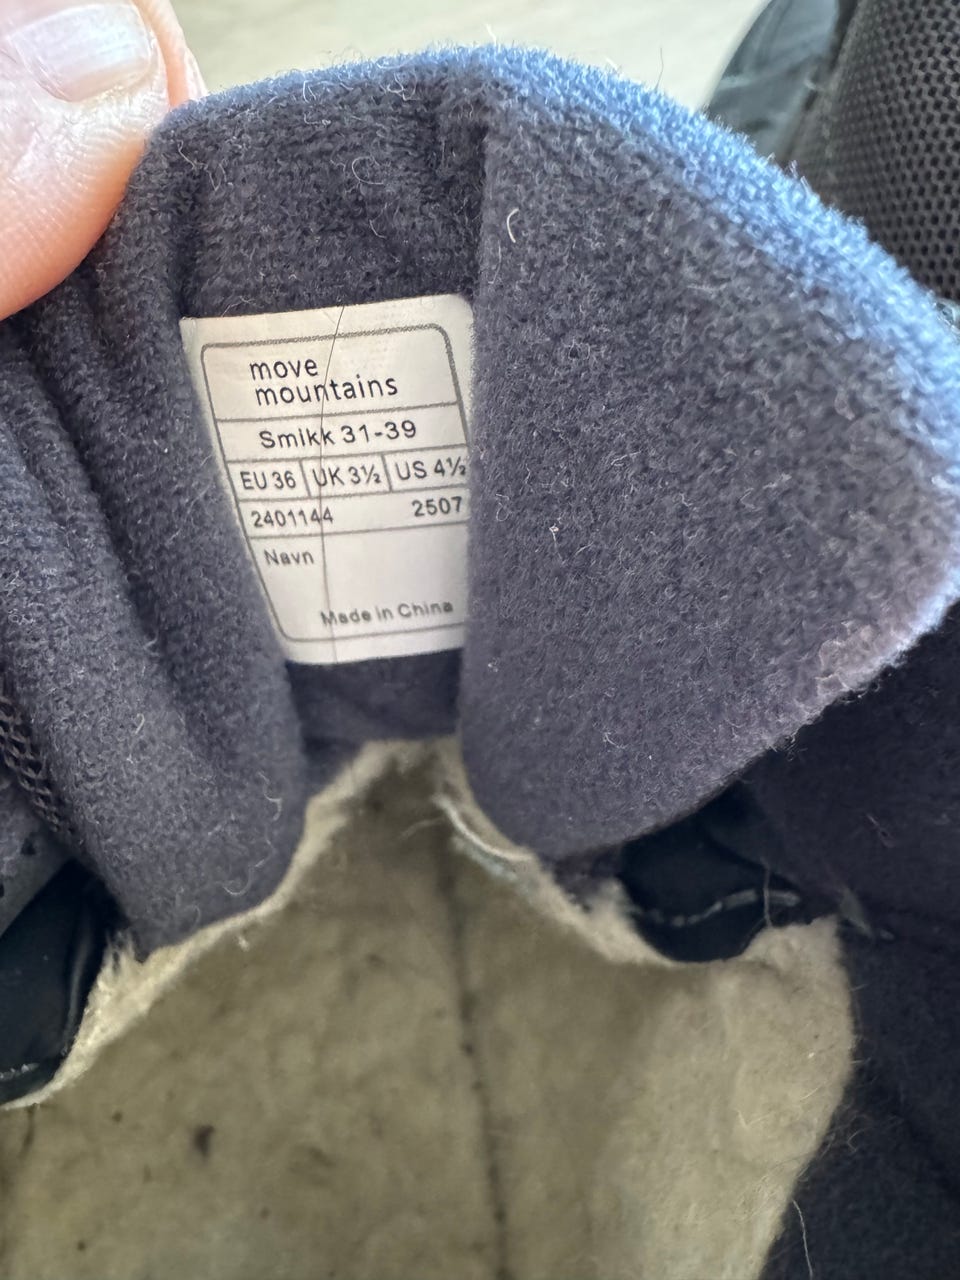 move
mountains
Smikk 31-39
EU 36 UK 3½ US 4½
2401144 2507
Navn
Made in China